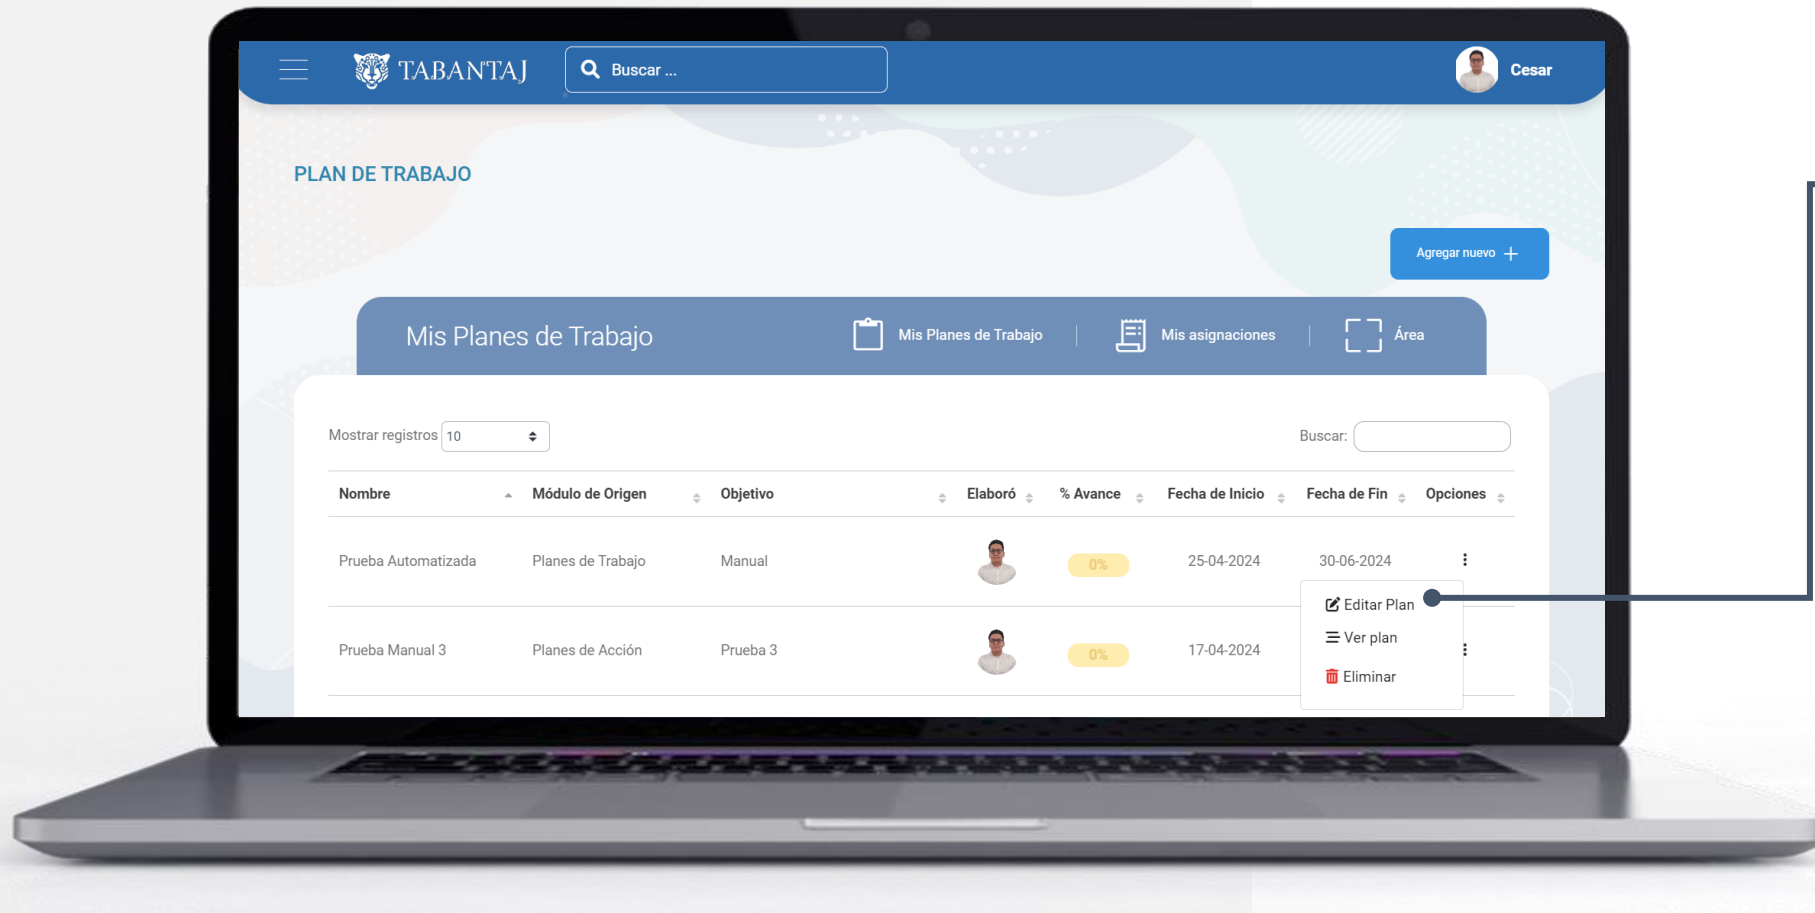 TABANTAJ
Buscar ...
Cesar
PLAN DE TRABAJO
Agregar nuevo +
Mis Planes de Trabajo
Mis Planes de Trabajo
Mis asignaciones
Área
Mostrar registros 10
Buscar:
Nombre Módulo de Origen Objetivo Elaboró % Avance Fecha de Inicio Fecha de Fin Opciones
Prueba Automatizada Planes de Trabajo Manual 0% 25-04-2024 30-06-2024
Editar Plan
Ver plan
Eliminar
Prueba Manual 3 Planes de Acción Prueba 3 0% 17-04-2024